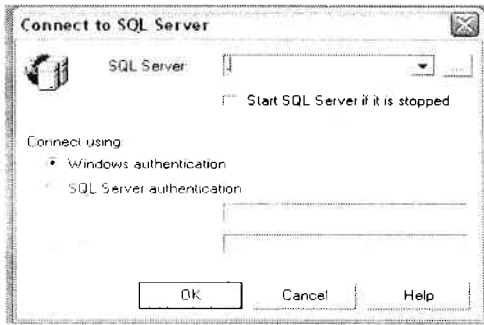 Connect to SQL Server
SQL Server
...
Start SQL Server if it is stopped
Connect using:
Windows authentication
SQL Server authentication
OK
Cancel
Help